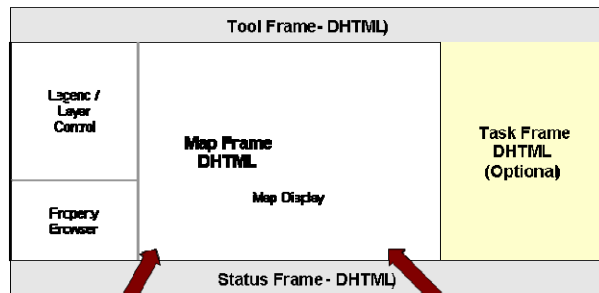 Tool Frame- DHTML)
Legend /
Layer
Control
Map Frame
DHTML
Map Display
Task Frame
DHTML
(Optional)
Property
Browser
Status Frame - DHTML)